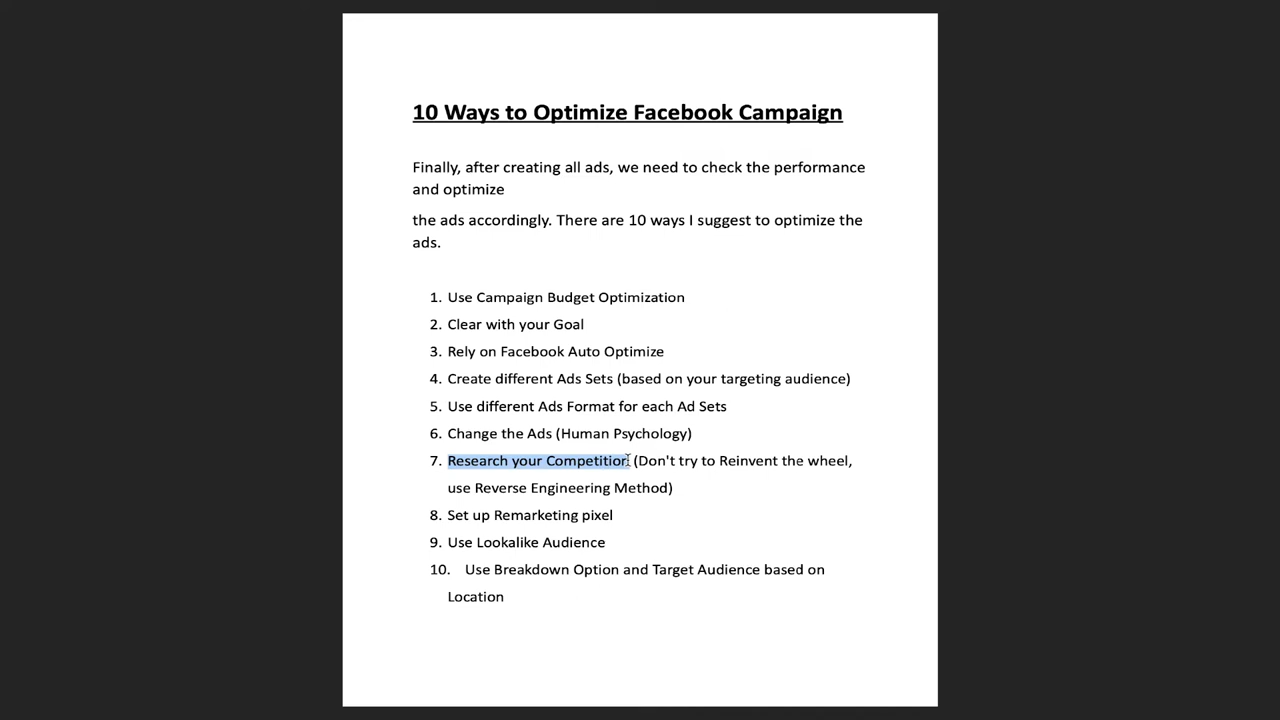 10 Ways to Optimize Facebook Campaign
Finally, after creating all ads, we need to check the performance
and optimize
the ads accordingly. There are 10 ways I suggest to optimize the
ads.
1. Use Campaign Budget Optimization
2. Clear with your Goal
3. Rely on Facebook Auto Optimize
4. Create different Ads Sets (based on your targeting audience)
5. Use different Ads Format for each Ad Sets
6. Change the Ads (Human Psychology)
7. Research your Competition (Don't try to Reinvent the wheel,
use Reverse Engineering Method)
8. Set up Remarketing pixel
9. Use Lookalike Audience
10. Use Breakdown Option and Target Audience based on
Location